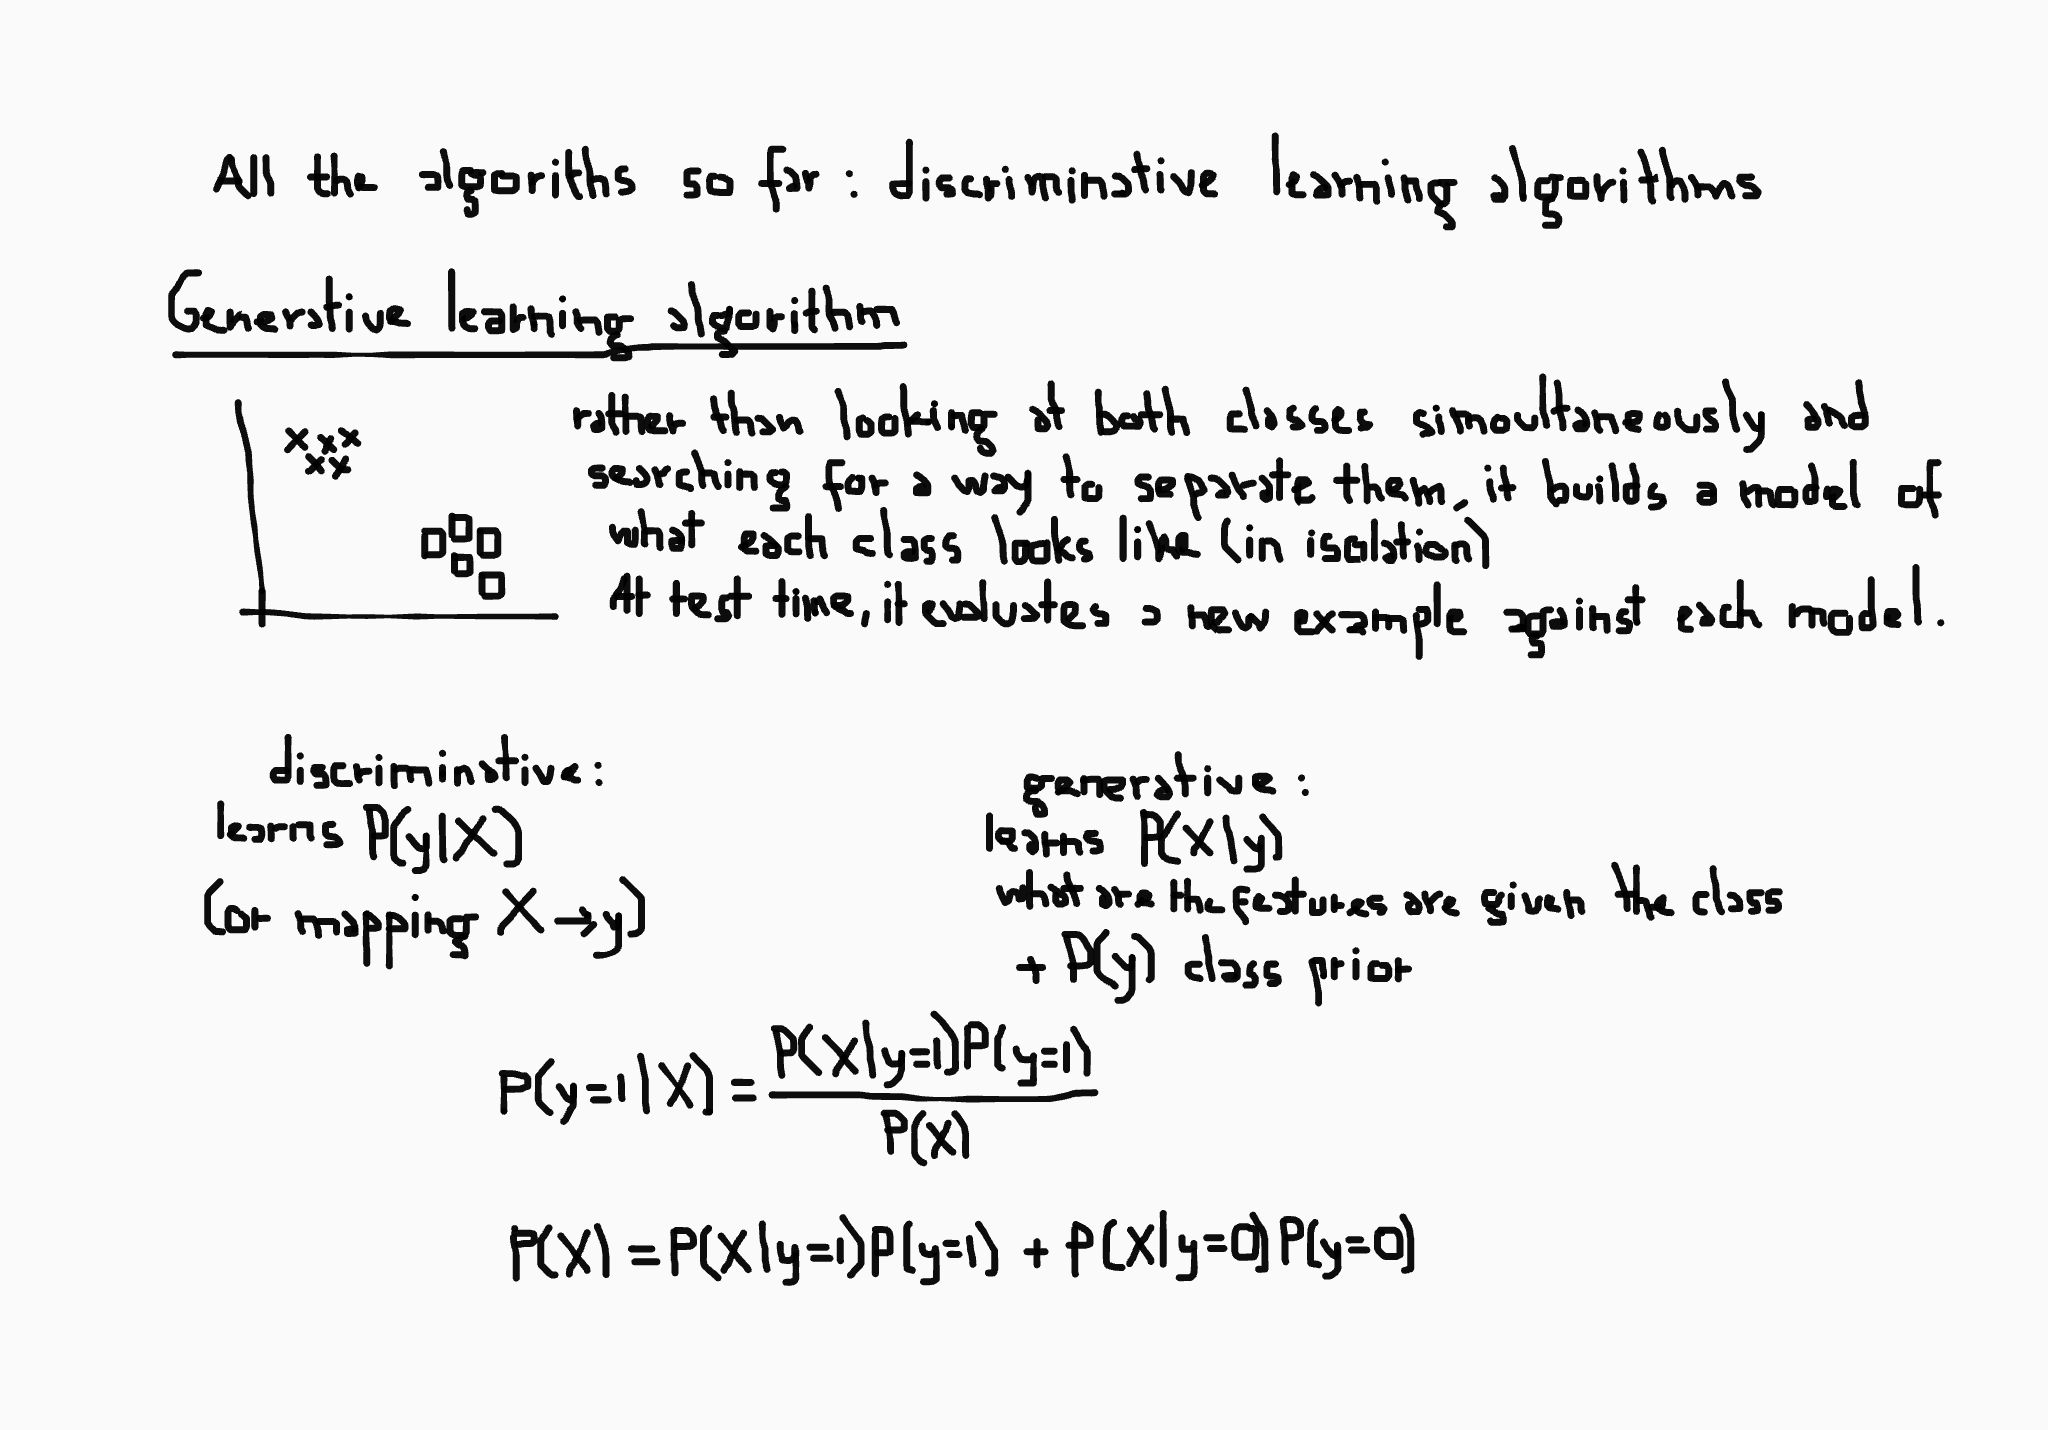 All the algoriths so far : discriminative learning algorithms
Generative learning algorithm
rather than looking at both classes simoultaneously and
searching for a way to separate them, it builds a model of
what each class looks like (in isolation)
At test time, it evaluates a new example against each model.
discriminative:
learns P(y|X)
(or mapping X→y)
generative :
learns P(X|y)
what are the features are given the class
+ P(y) class prior
P(y=1|X) = P(X|y=1)P(y=1)
P(X)
P(X) = P(X|y=1)P(y=1) + P(X|y=0)P(y=0)